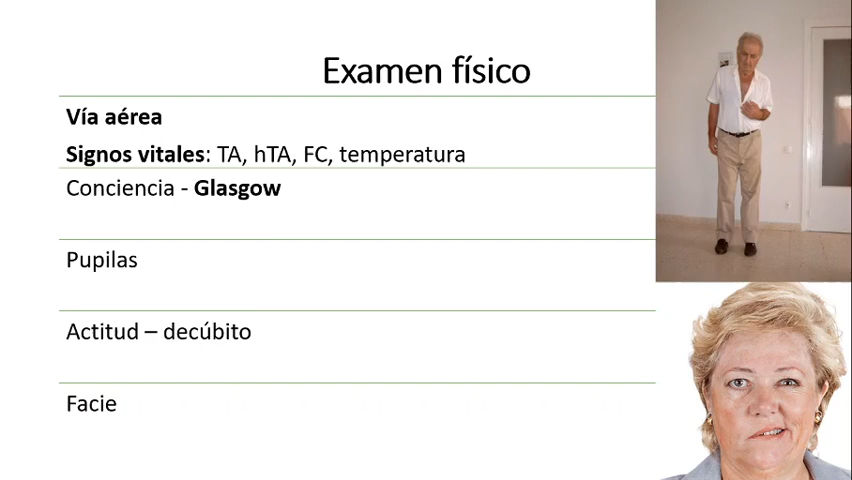 Examen físico
Vía aérea
Signos vitales: TA, hTA, FC, temperatura
Conciencia - Glasgow
Pupilas
Actitud – decúbito
Facie